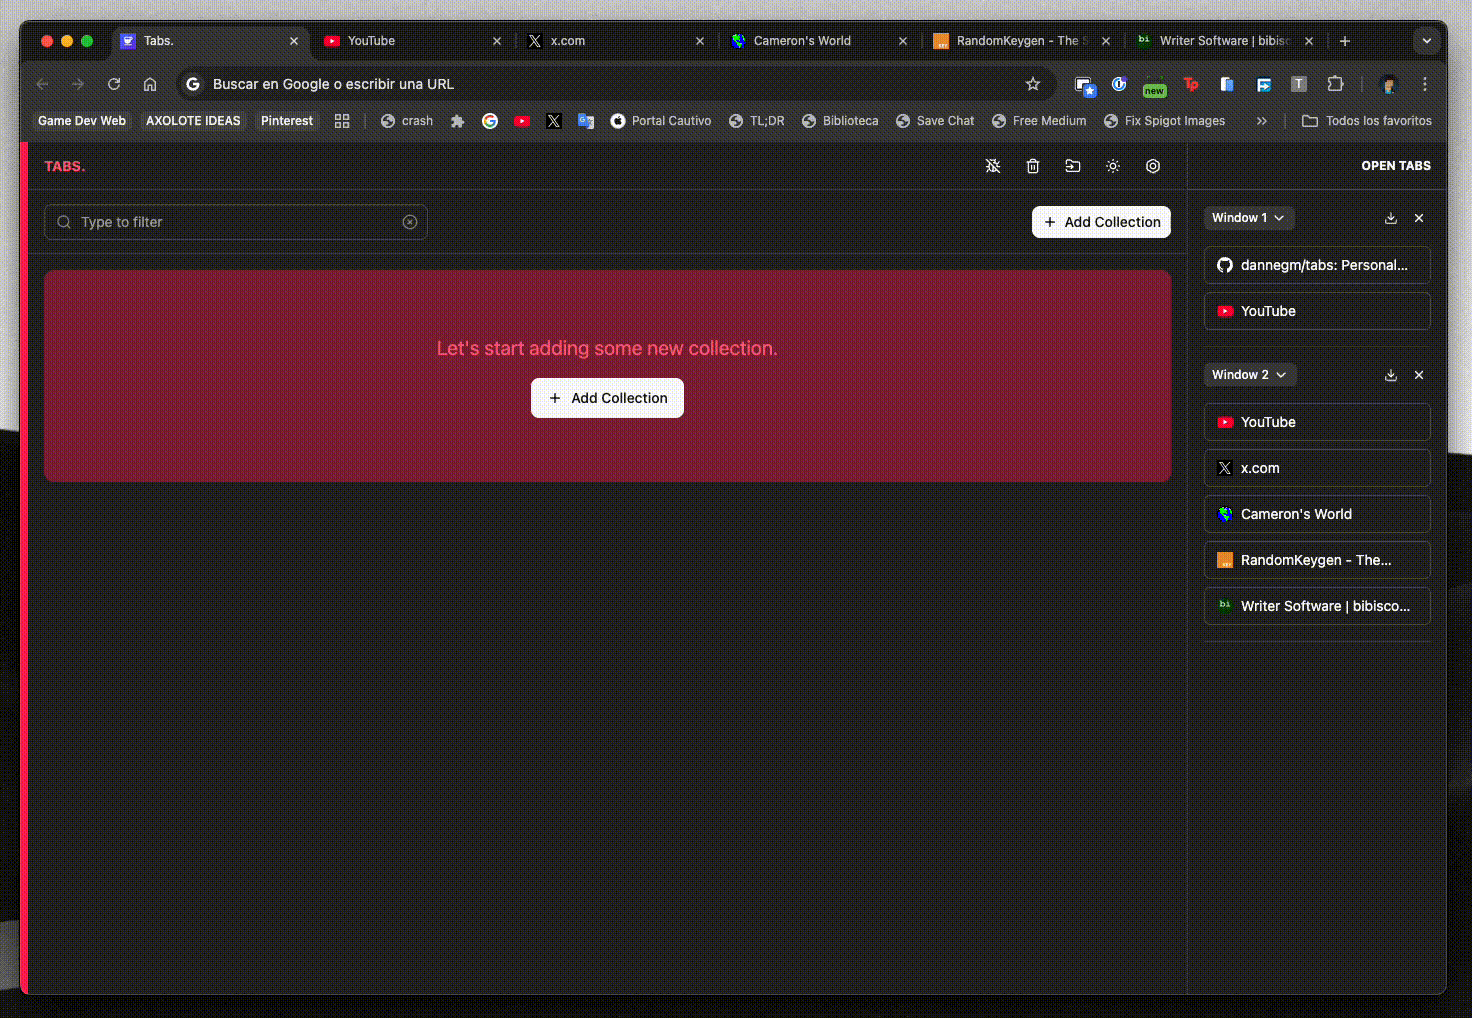 Tabs.
YouTube
x.com
Cameron's World
RandomKeygen - The S
Writer Software | bibisc
Buscar en Google o escribir una URL
new
Tp
T
Game Dev Web
AXOLOTE IDEAS
Pinterest
crash
Portal Cautivo
TL;DR
Biblioteca
Save Chat
Free Medium
Fix Spigot Images
Todos los favoritos
TABS.
OPEN TABS
Type to filter
+ Add Collection
Let's start adding some new collection.
+ Add Collection
Window 1
dannegm/tabs: Personal...
YouTube
Window 2
YouTube
x.com
Cameron's World
RandomKeygen - The...
bi
Writer Software | bibisco...